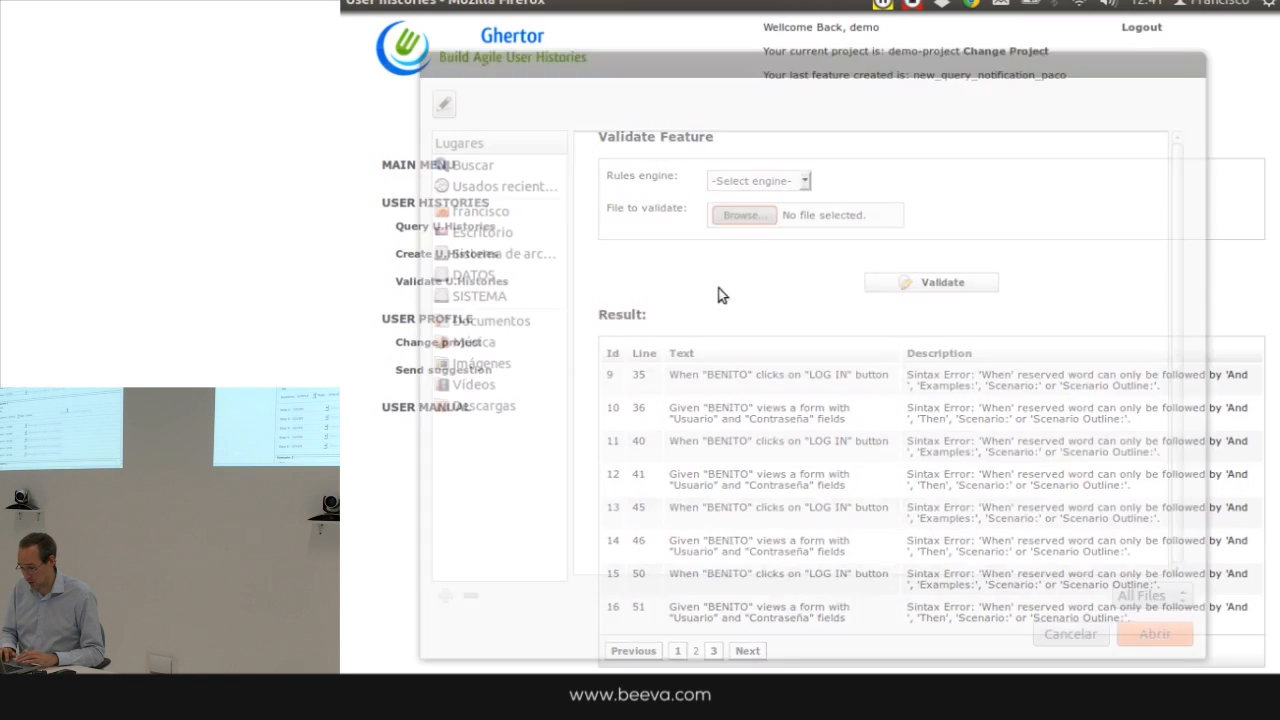 User histories - Mozilla Firefox
12:41 Francisco
Ghertor
Build Agile User Histories
Welcome Back, demo
Logout
Your current project is: demo-project Change Project
Your last feature created is: new_query_notification_paco
MAIN MENU
USER HISTORIES
Query U.Histories
Create U.Histories
Validate U.Histories
USER PROFILE
Change project
Send suggestion
USER MANUAL
Lugares
Buscar
Usados recient...
francisco
Escritorio
Sistema de arc...
DATOS
SISTEMA
Documentos
Música
Imágenes
Vídeos
Descargas
Validate Feature
Rules engine:
-Select engine-
File to validate:
Browse... No file selected.
Validate
Result:
Id Line Text Description
9 35 When "BENITO" clicks on "LOG IN" button Sintax Error: 'When' reserved word can only be followed by 'And
', 'Examples:', 'Scenario:' or 'Scenario Outline:'.
10 36 Given "BENITO" views a form with Sintax Error: 'When' reserved word can only be followed by 'And
"Usuario" and "Contraseña" fields ', 'Then', 'Scenario:' or 'Scenario Outline:'.
11 40 When "BENITO" clicks on "LOG IN" button Sintax Error: 'When' reserved word can only be followed by 'And
', 'Examples:', 'Scenario:' or 'Scenario Outline:'.
12 41 Given "BENITO" views a form with Sintax Error: 'When' reserved word can only be followed by 'And
"Usuario" and "Contraseña" fields ', 'Then', 'Scenario:' or 'Scenario Outline:'.
13 45 When "BENITO" clicks on "LOG IN" button Sintax Error: 'When' reserved word can only be followed by 'And
', 'Examples:', 'Scenario:' or 'Scenario Outline:'.
14 46 Given "BENITO" views a form with Sintax Error: 'When' reserved word can only be followed by 'And
"Usuario" and "Contraseña" fields ', 'Then', 'Scenario:' or 'Scenario Outline:'.
15 50 When "BENITO" clicks on "LOG IN" button Sintax Error: 'When' reserved word can only be followed by 'And
', 'Examples:', 'Scenario:' or 'Scenario Outline:'.
16 51 Given "BENITO" views a form with Sintax Error: 'When' reserved word can only be followed by 'And
"Usuario" and "Contraseña" fields ', 'Then', 'Scenario:' or 'Scenario Outline:'.
All Files
Cancelar
Abrir
Previous 1 2 3 Next
www.beeva.com